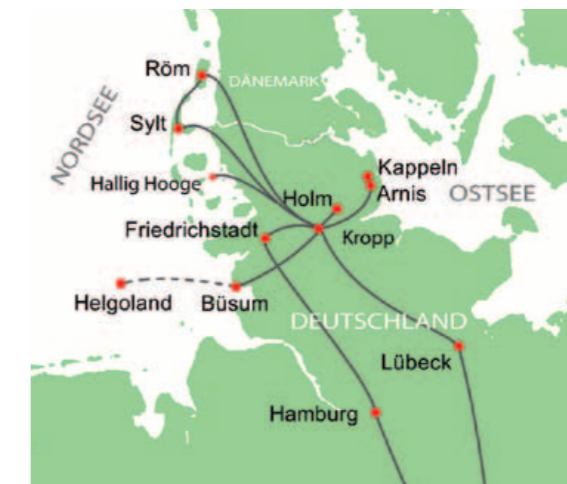 Röm
DÄNEMARK
NORDSEE
Sylt
Kappeln
Hallig Hooge
Arnis
OSTSEE
Holm
Friedrichstadt
Kropp
Helgoland
Büsum
DEUTSCHLAND
Lübeck
Hamburg